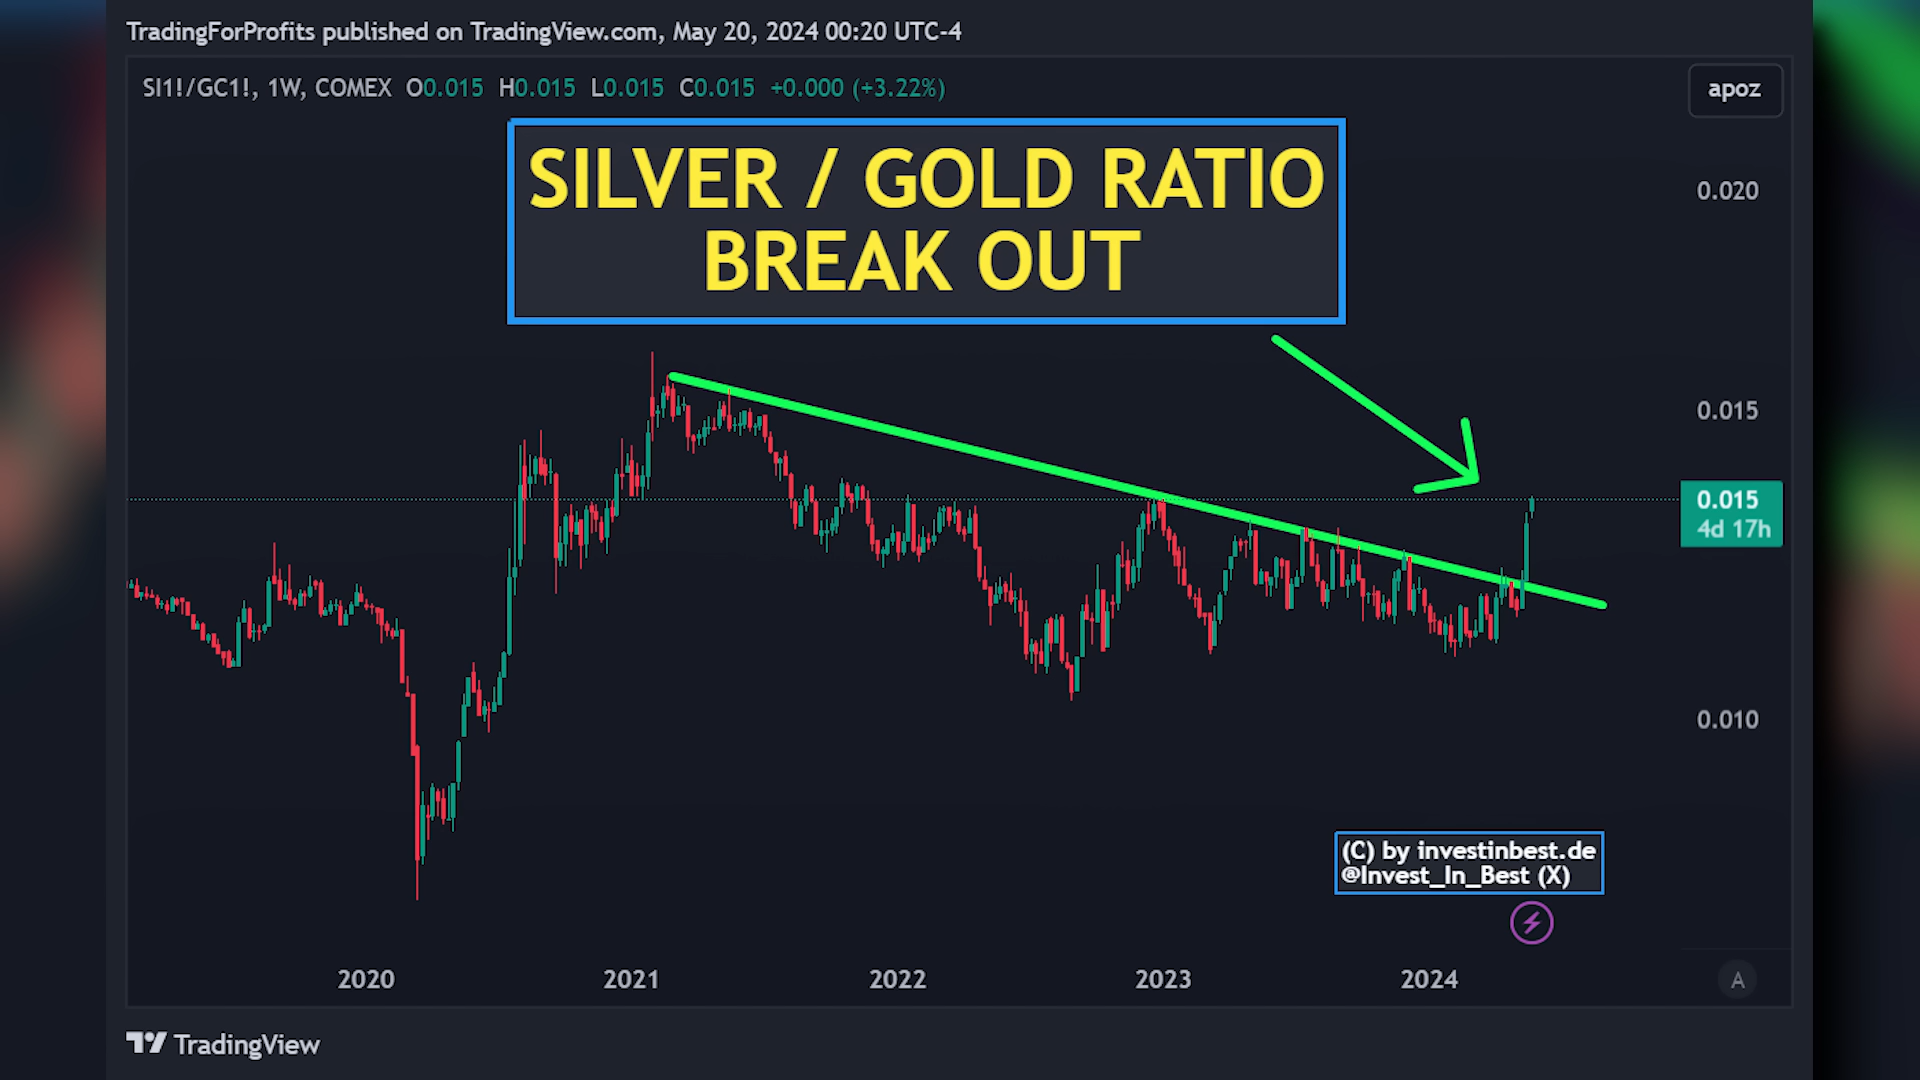 TradingForProfits published on TradingView.com, May 20, 2024 00:20 UTC-4
SI1!/GC1!, 1W, COMEX O0.015 H0.015 L0.015 C0.015 +0.000 (+3.22%)
apoz
SILVER / GOLD RATIO
BREAK OUT
0.020
0.015
0.015
4d 17h
0.010
(C) by investinbest.de
@Invest_In_Best (X)
2020 2021 2022 2023 2024
A
TradingView